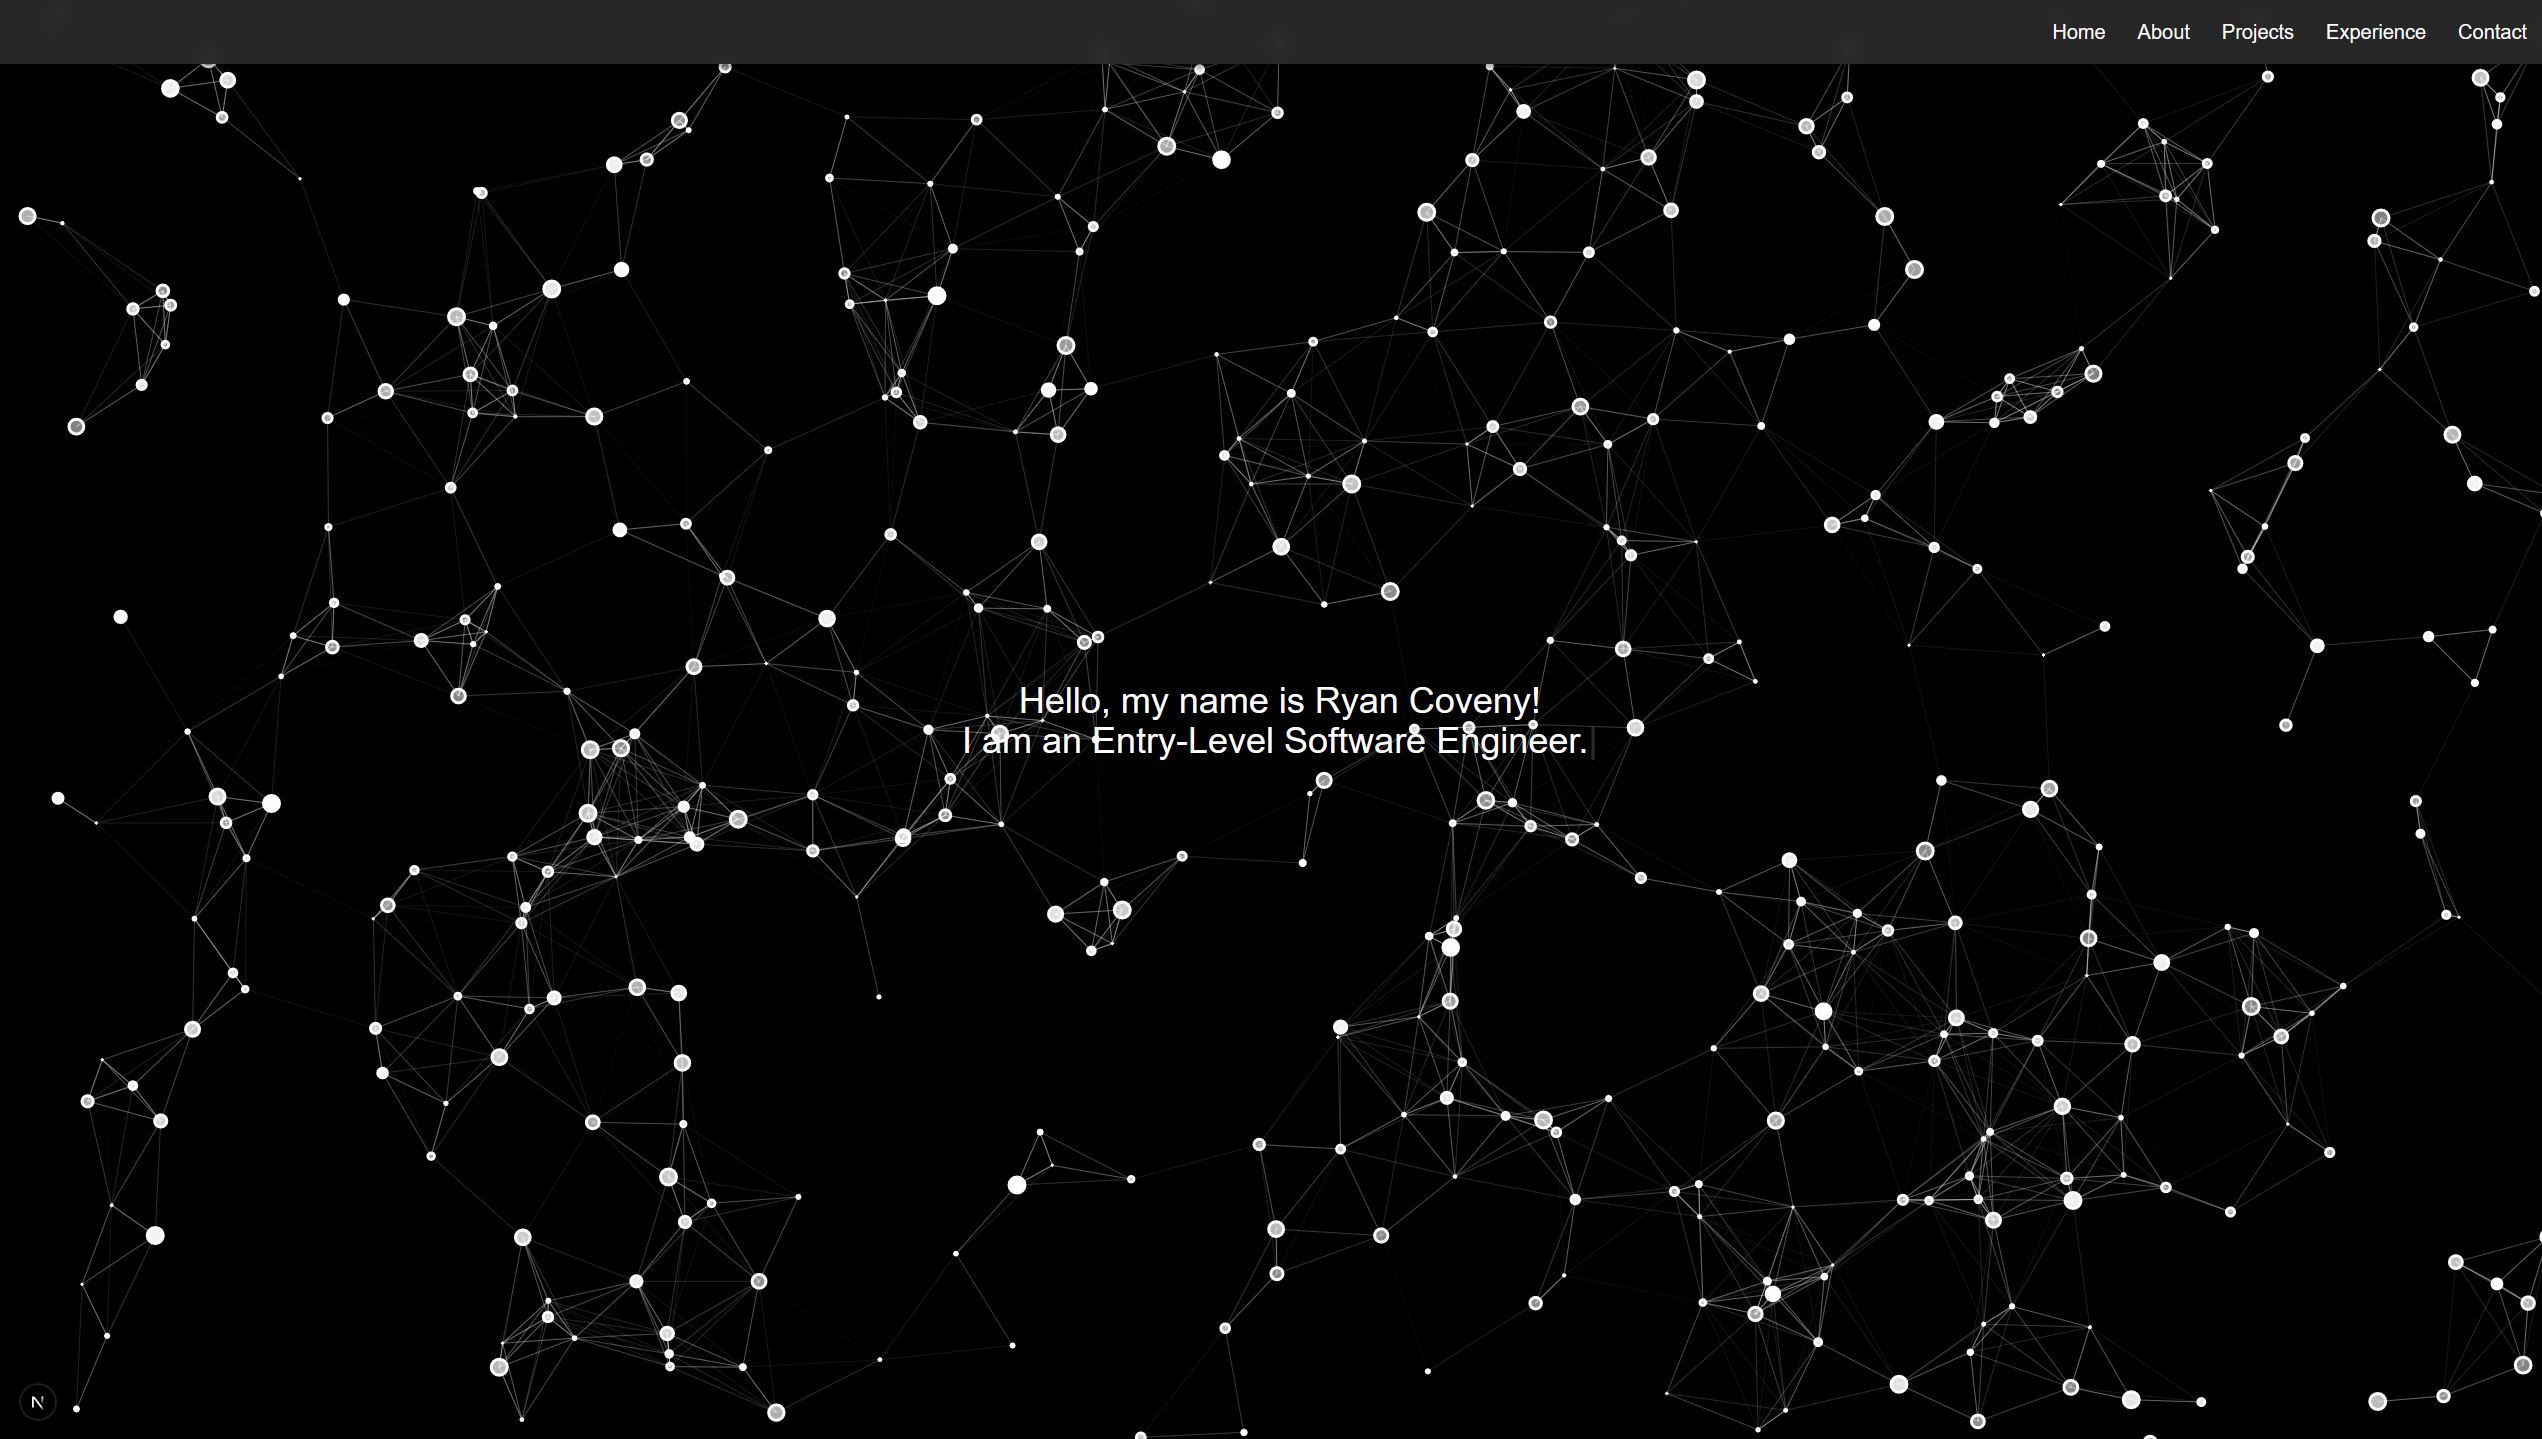 Home About Projects Experience Contact
Hello, my name is Ryan Coveny!
I am an Entry-Level Software Engineer.
N